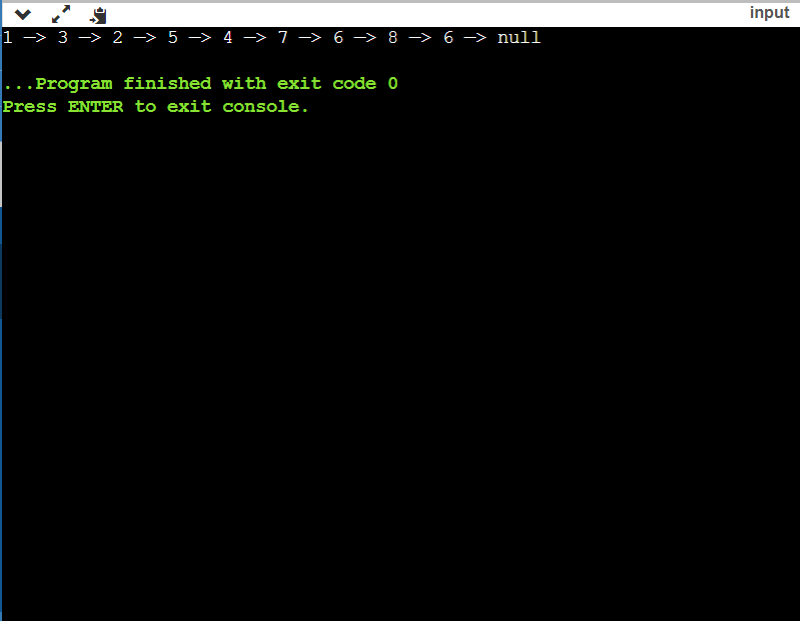 input
1 —> 3 —> 2 —> 5 —> 4 —> 7 —> 6 —> 8 —> 6 —> null
...Program finished with exit code 0
Press ENTER to exit console.